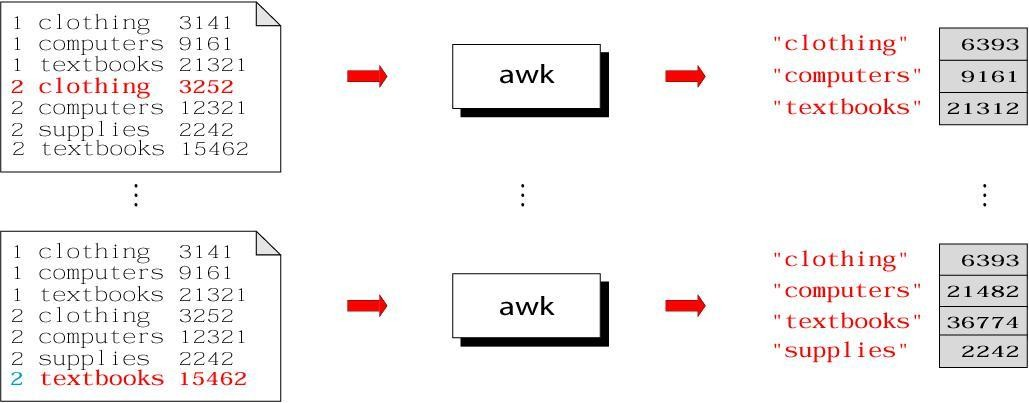 1 clothing 3141
1 computers 9161
1 textbooks 21321
2 clothing 3252
2 computers 12321
2 supplies 2242
2 textbooks 15462
awk
"clothing" 6393
"computers" 9161
"textbooks" 21312
1 clothing 3141
1 computers 9161
1 textbooks 21321
2 clothing 3252
2 computers 12321
2 supplies 2242
2 textbooks 15462
awk
"clothing" 6393
"computers" 21482
"textbooks" 36774
"supplies" 2242